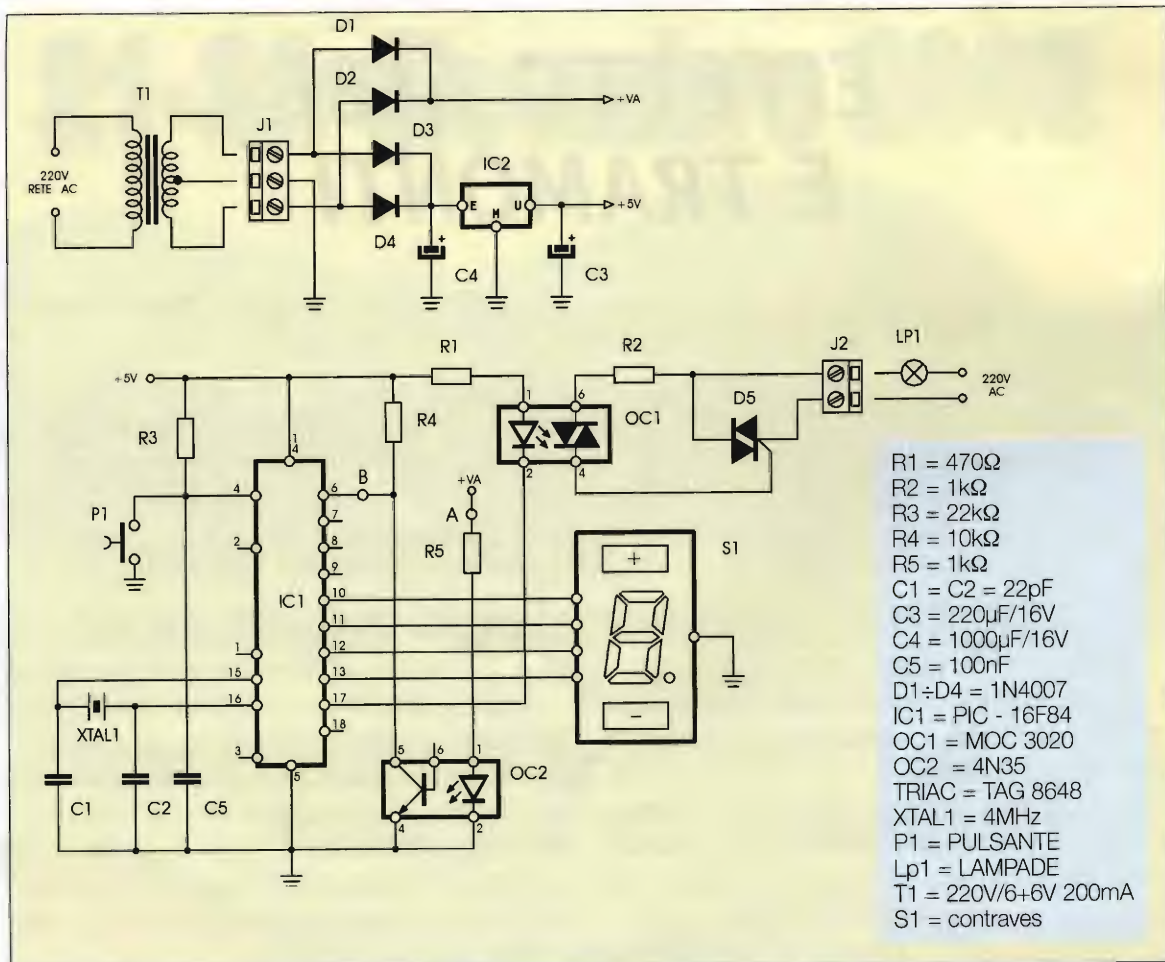 D1
D2
T1
J1
+VA
D3
IC2
220V
RETE AC
E
M
U
+5V
D4
C4
+
C3
+
R1
R2
J2
LP1
+5V
220V
AC
D5
R3
R4
OC1
1
6
2
4
1
4
+VA
4
6
B
P1
7
A
S1
2
8
R5
+
9
IC1
10
11
1
12
15
13
16
17
-
XTAL1
18
3
5
5
6
1
OC2
C1
C2
C5
4
2
R1 = 470Ω
R2 = 1kΩ
R3 = 22kΩ
R4 = 10kΩ
R5 = 1kΩ
C1 = C2 = 22pF
C3 = 220µF/16V
C4 = 1000µF/16V
C5 = 100nF
D1÷D4 = 1N4007
IC1 = PIC - 16F84
OC1 = MOC 3020
OC2 = 4N35
TRIAC = TAG 8648
XTAL1 = 4MHz
P1 = PULSANTE
Lp1 = LAMPADE
T1 = 220V/6+6V 200mA
S1 = contraves